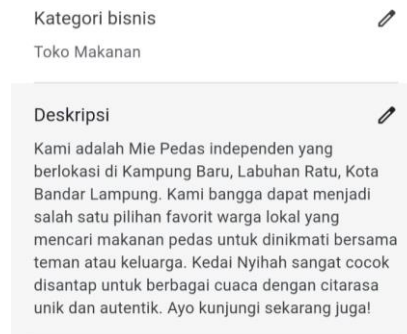 Kategori bisnis
Toko Makanan
Deskripsi
Kami adalah Mie Pedas independen yang
berlokasi di Kampung Baru, Labuhan Ratu, Kota
Bandar Lampung. Kami bangga dapat menjadi
salah satu pilihan favorit warga lokal yang
mencari makanan pedas untuk dinikmati bersama
teman atau keluarga. Kedai Nyihah sangat cocok
disantap untuk berbagai cuaca dengan citarasa
unik dan autentik. Ayo kunjungi sekarang juga!